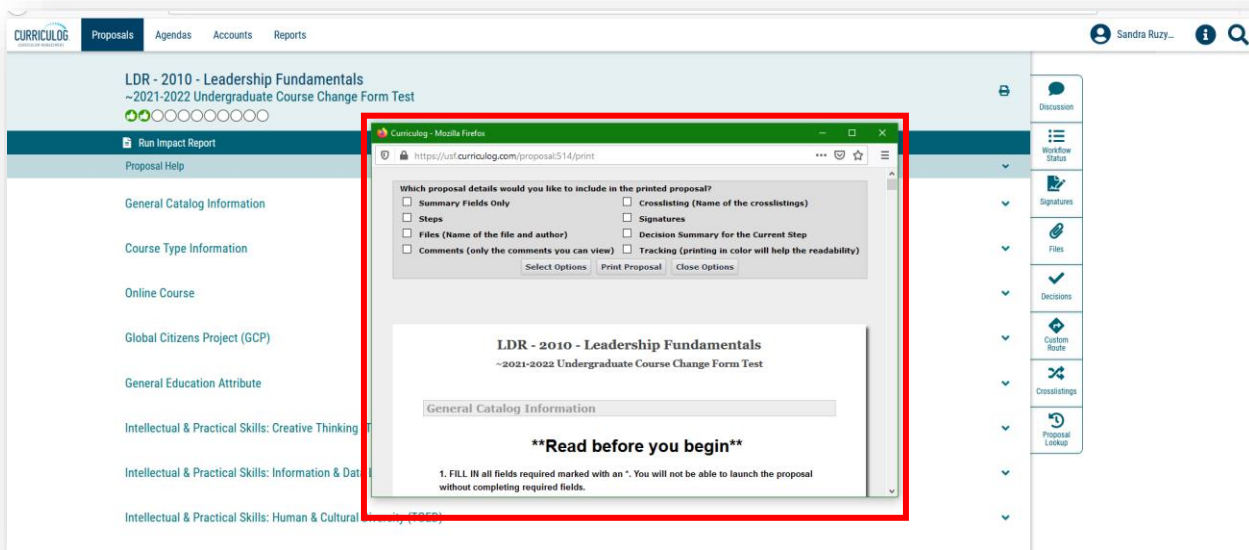 CURRICULOG
Proposals Agendas Accounts Reports
Sandra Ruzy...
LDR - 2010 - Leadership Fundamentals
~2021-2022 Undergraduate Course Change Form Test
Run Impact Report
Proposal Help
General Catalog Information
Course Type Information
Online Course
Global Citizens Project (GCP)
General Education Attribute
Intellectual & Practical Skills: Creative Thinking
Intellectual & Practical Skills: Information & Data
Intellectual & Practical Skills: Human & Cultural
Curriculog - Mozilla Firefox
https://usf.curriculog.com/proposal:514/print
Which proposal details would you like to include in the printed proposal?
Summary Fields Only Crosslisting (Name of the crosslistings)
Steps Signatures
Files (Name of the file and author) Decision Summary for the Current Step
Comments (only the comments you can view) Tracking (printing in color will help the readability)
Select Options Print Proposal Close Options
LDR - 2010 - Leadership Fundamentals
~2021-2022 Undergraduate Course Change Form Test
General Catalog Information
**Read before you begin**
1. FILL IN all fields required marked with an *. You will not be able to launch the proposal
without completing required fields.
Discussion
Workflow
Status
Signatures
Files
Decisions
Custom
Route
Crosslistings
Proposal
Lookup